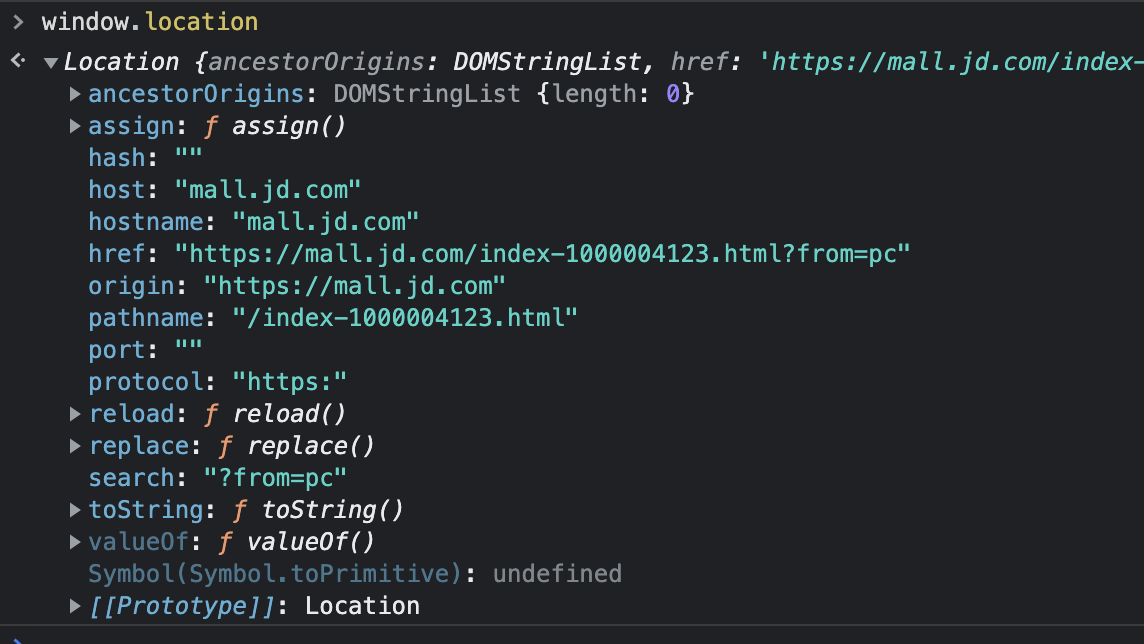 > window.location
Location {ancestorOrigins: DOMStringList, href: 'https://mall.jd.com/index-
ancestorOrigins: DOMStringList {length: 0}
assign: ƒ assign()
hash: ""
host: "mall.jd.com"
hostname: "mall.jd.com"
href: "https://mall.jd.com/index-1000004123.html?from=pc"
origin: "https://mall.jd.com"
pathname: "/index-1000004123.html"
port: ""
protocol: "https:"
reload: ƒ reload()
replace: ƒ replace()
search: "?from=pc"
toString: ƒ toString()
valueOf: ƒ valueOf()
Symbol(Symbol.toPrimitive): undefined
[[Prototype]]: Location